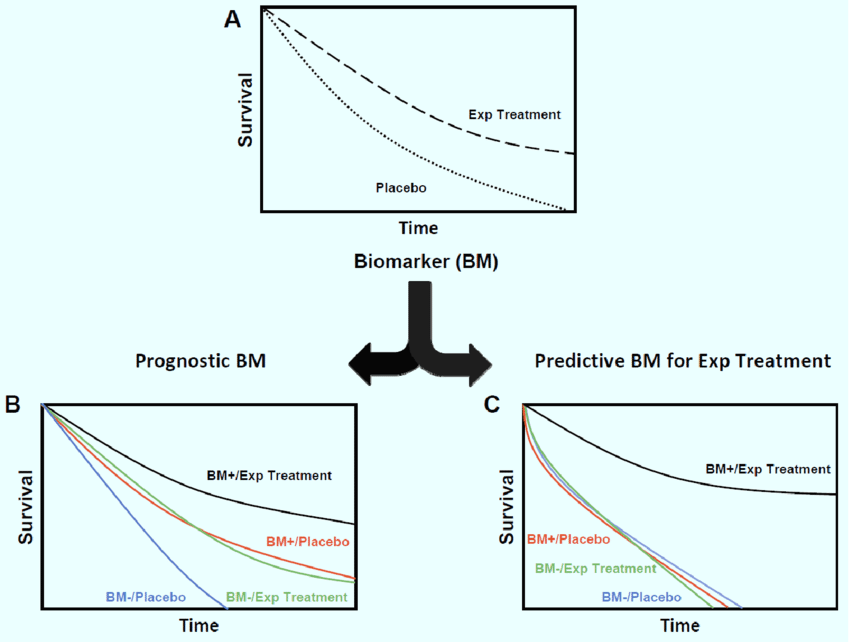 A
Survival
Exp Treatment
Placebo
Time
Biomarker (BM)
Prognostic BM
Predictive BM for Exp Treatment
B
Survival
BM+/Exp Treatment
BM+/Placebo
BM-/Placebo
BM-/Exp Treatment
Time
C
Survival
BM+/Exp Treatment
BM+/Placebo
BM-/Exp Treatment
BM-/Placebo
Time